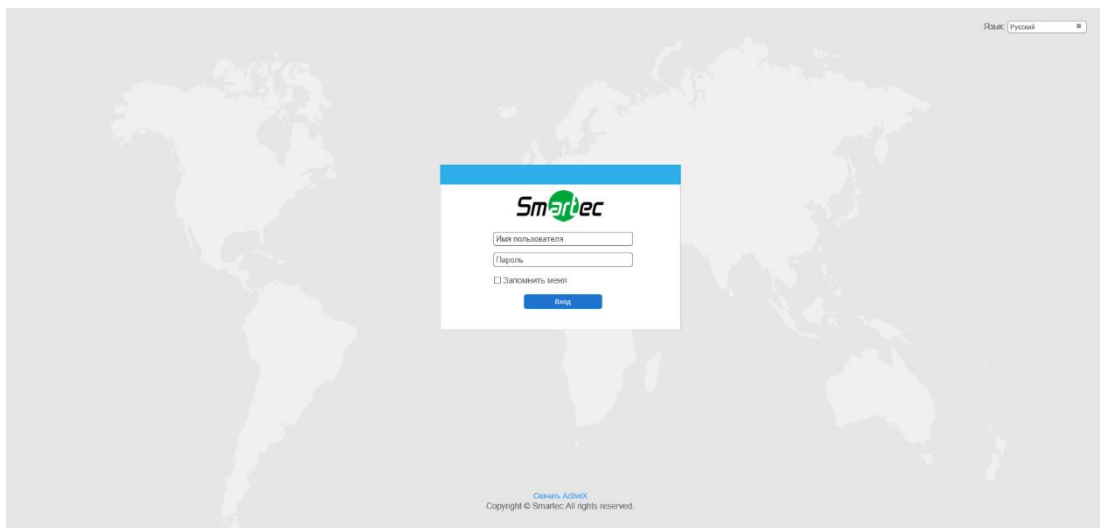 Язык: Русский
Smartec
Имя пользователя
Пароль
Запомнить меня
Вход
Скачать ActiveX
Copyright © Smartec All rights reserved.